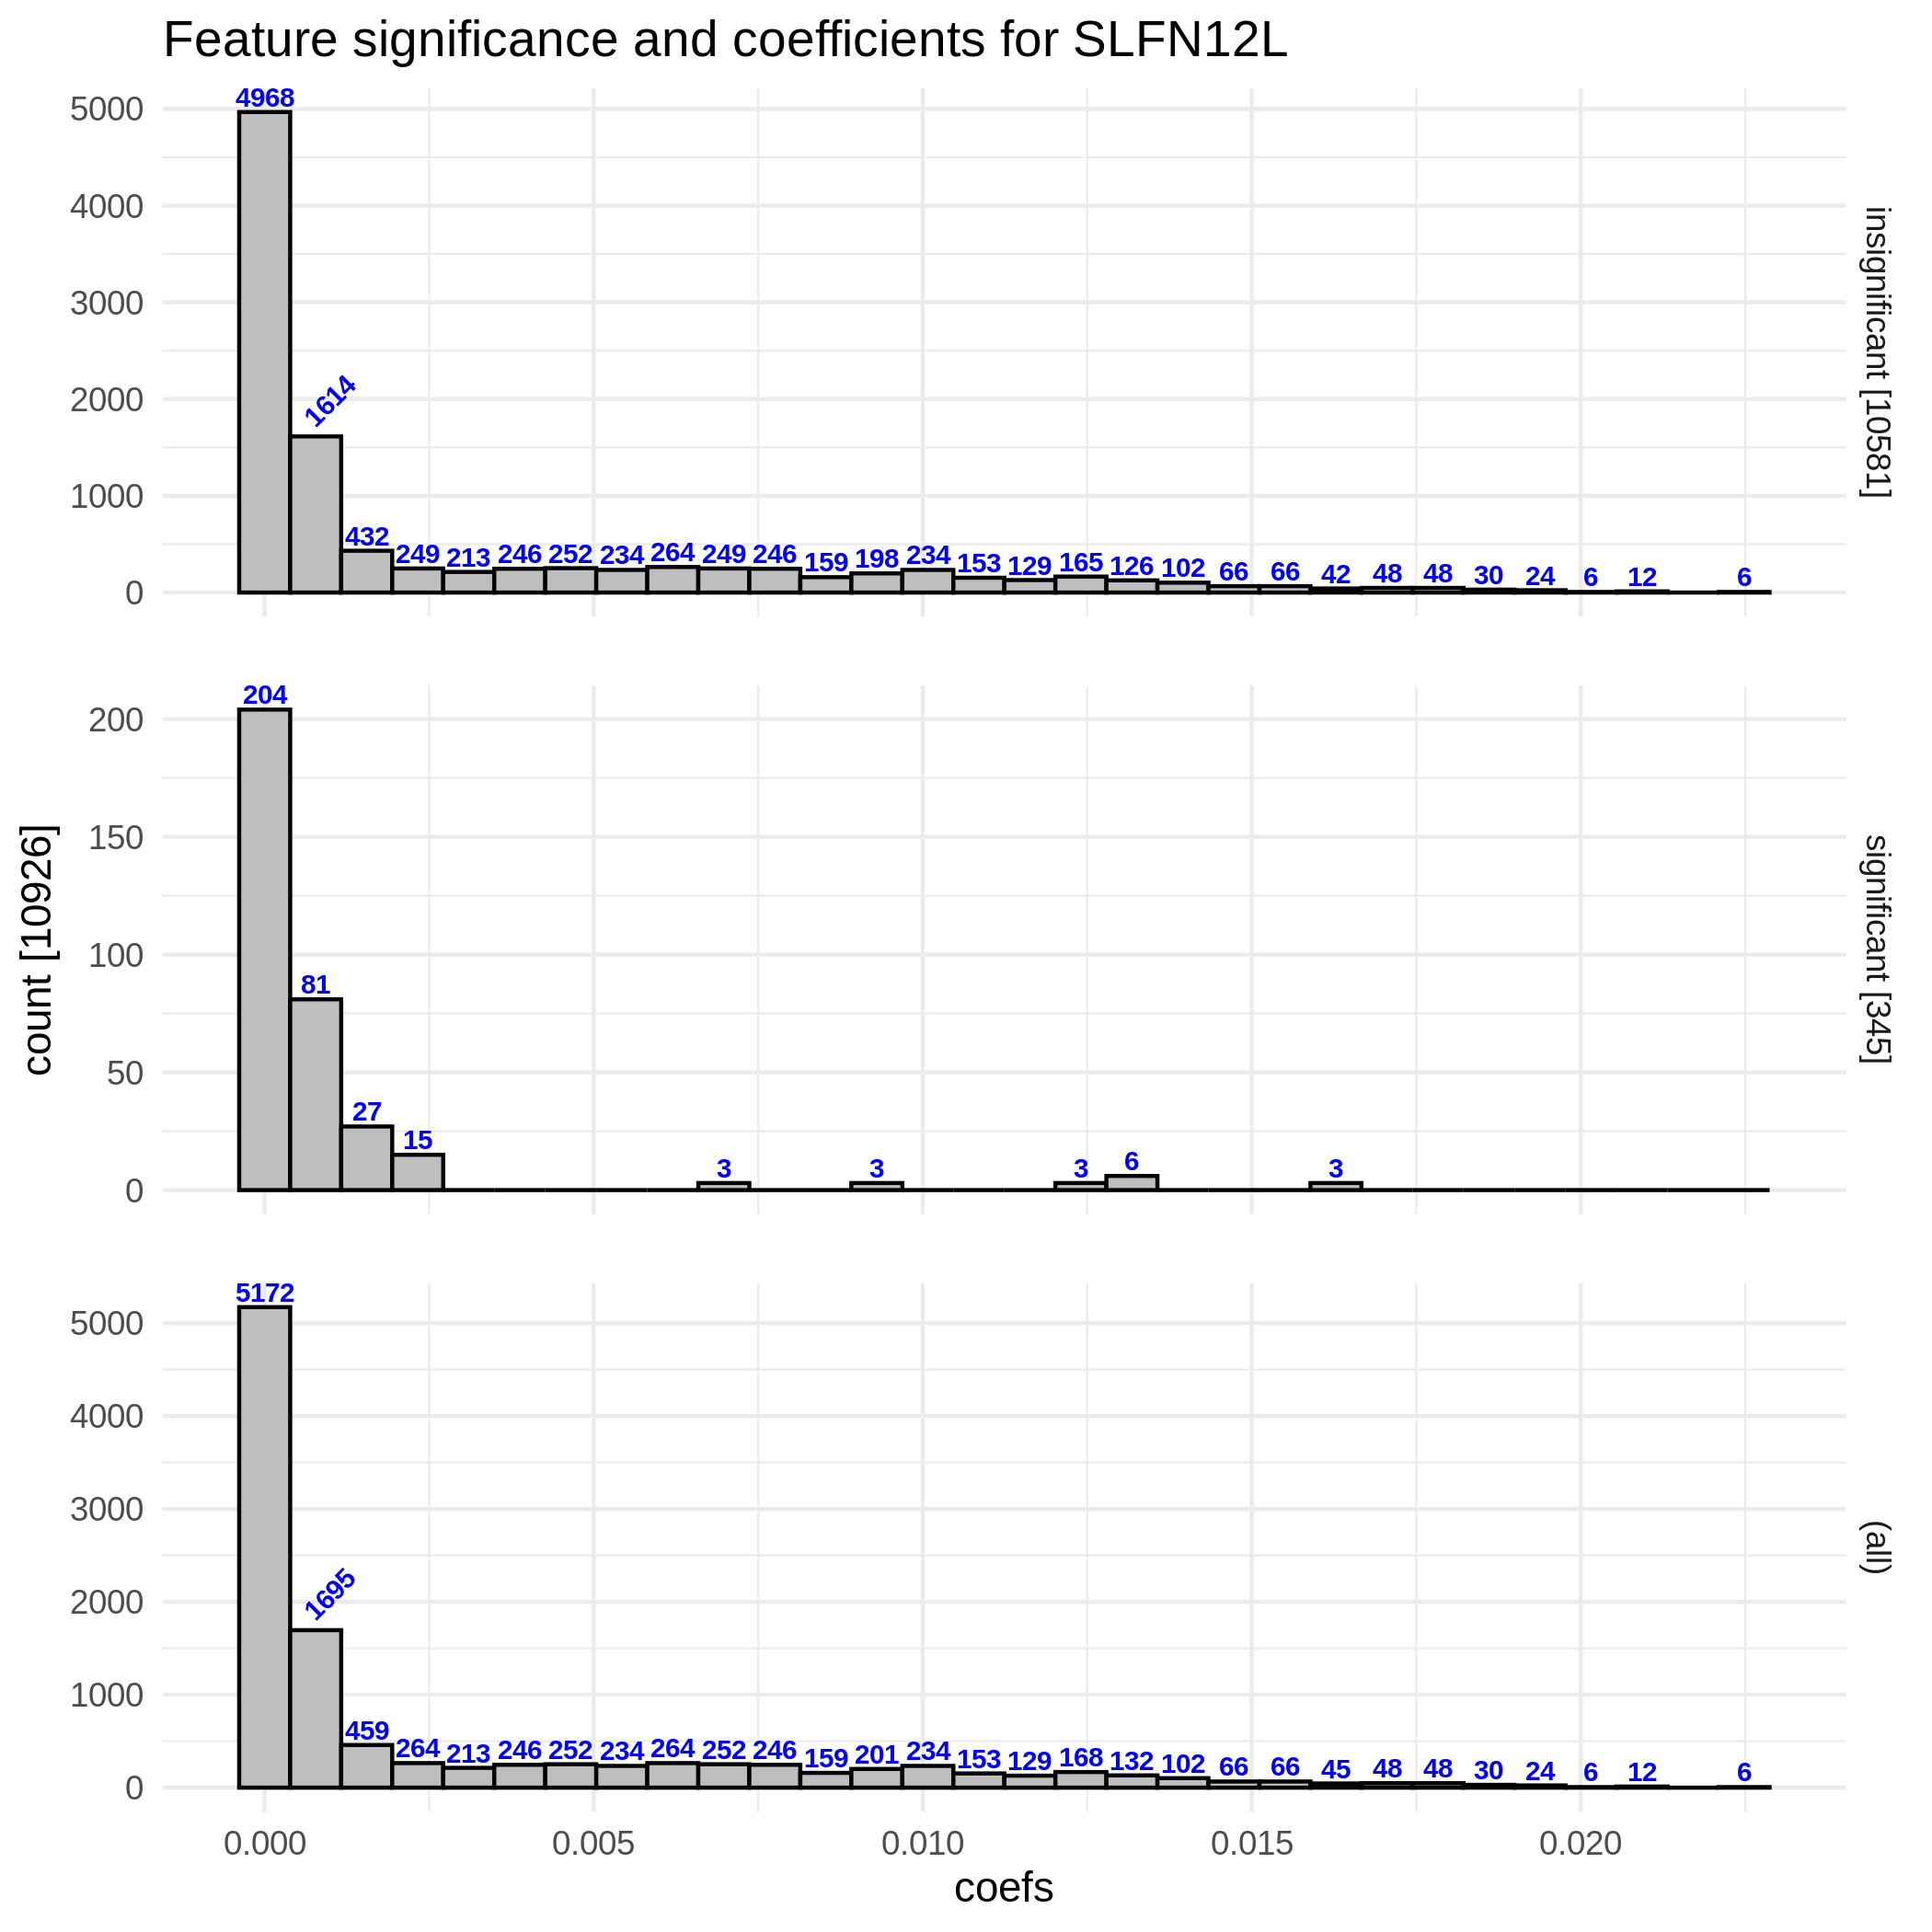 Feature significance and coefficients for SLFN12L
5000
4000
3000
2000
1000
0
4968
1614
432 249 213 246 252 234 264 249 246 159 198 234 153 129 165 126 102 66 66 42 48 48 30 24 6 12 6
insignificant [10581]
count [10926]
200
150
100
50
0
204
81
27
15
3 3 3 6 3
significant [345]
5000
4000
3000
2000
1000
0
5172
1695
459 264 213 246 252 234 264 252 246 159 201 234 153 129 168 132 102 66 66 45 48 48 30 24 6 12 6
(all)
0.000 0.005 0.010 0.015 0.020
coefs